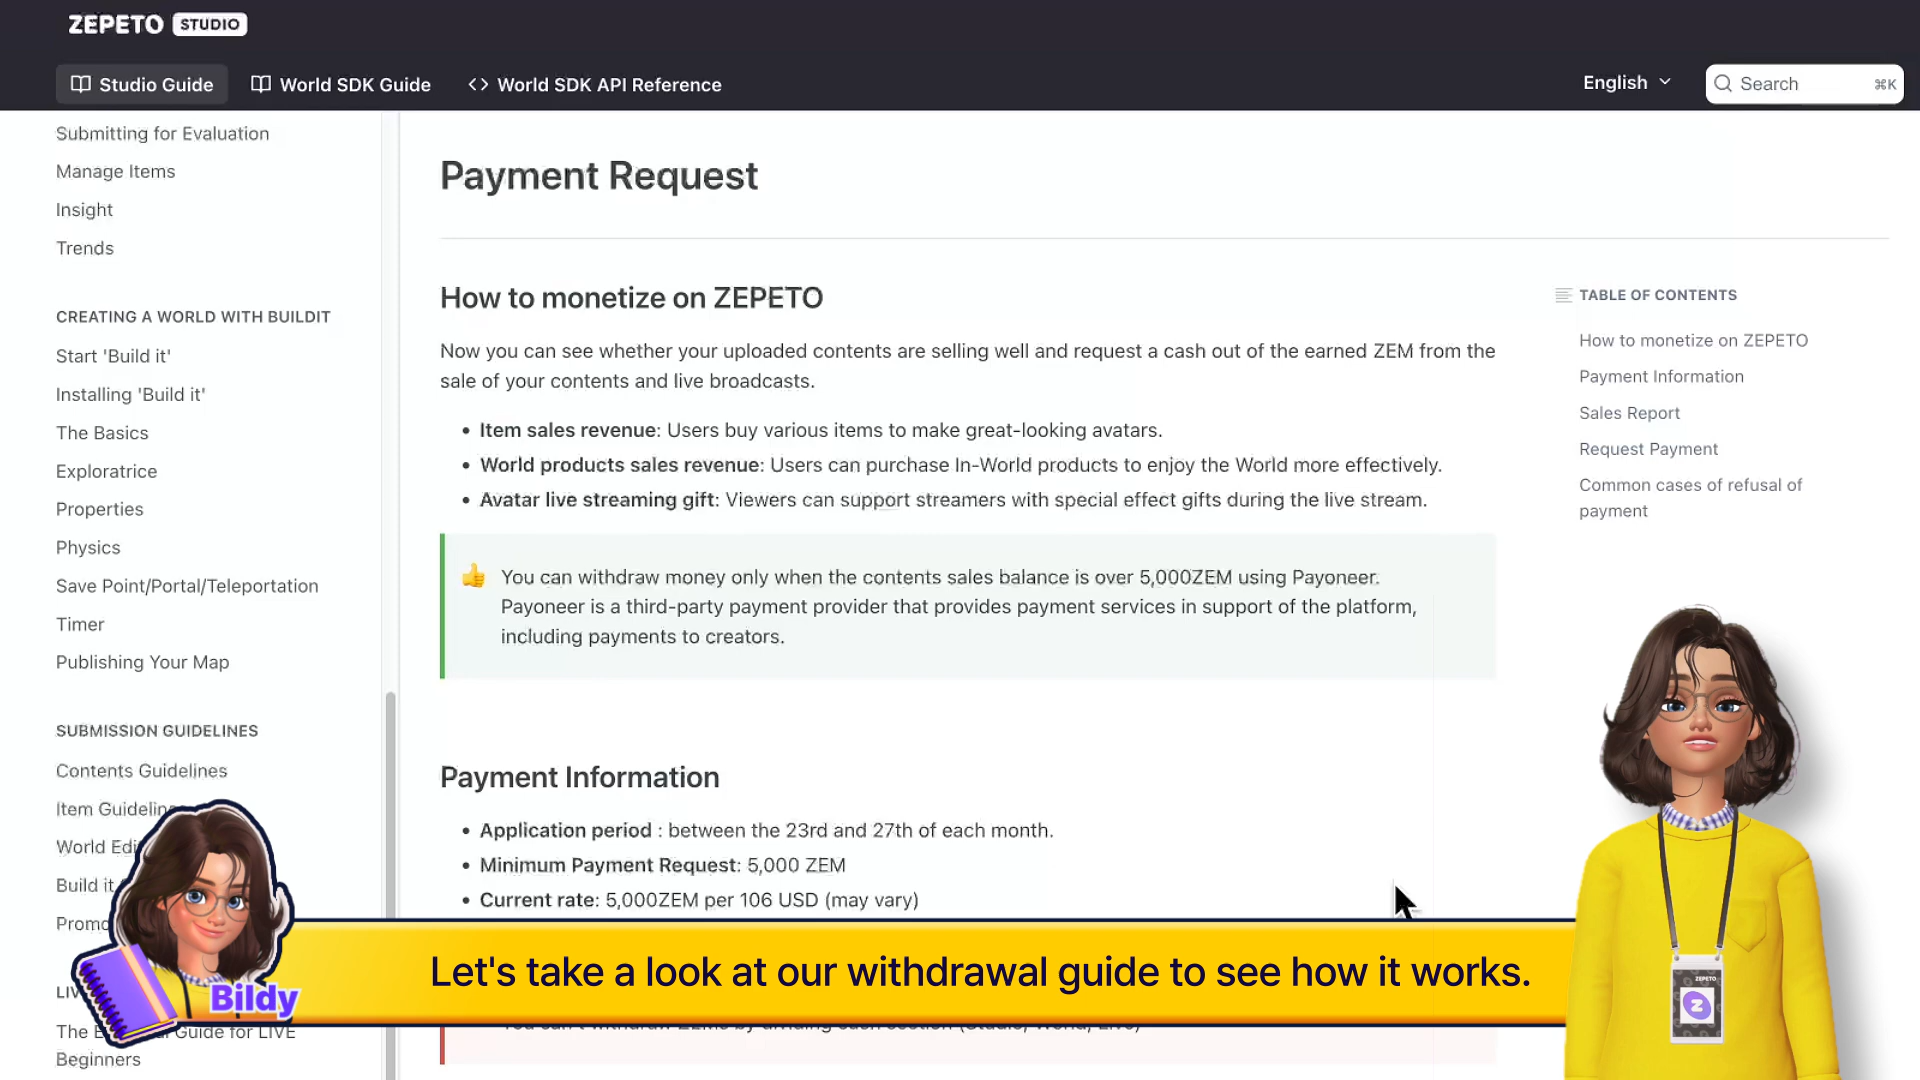 ZEPETO STUDIO
Studio Guide
World SDK Guide
World SDK API Reference
English
Search
⌘K
Submitting for Evaluation
Manage Items
Insight
Trends
CREATING A WORLD WITH BUILDIT
Start 'Build it'
Installing 'Build it'
The Basics
Exploratrice
Properties
Physics
Save Point/Portal/Teleportation
Timer
Publishing Your Map
SUBMISSION GUIDELINES
Contents Guidelines
Item Guideline
World Edi
Build it
Promo
LIV
The E
Guide for LIVE
Beginners
Payment Request
How to monetize on ZEPETO
Now you can see whether your uploaded contents are selling well and request a cash out of the earned ZEM from the
sale of your contents and live broadcasts.
• Item sales revenue: Users buy various items to make great-looking avatars.
• World products sales revenue: Users can purchase In-World products to enjoy the World more effectively.
• Avatar live streaming gift: Viewers can support streamers with special effect gifts during the live stream.
You can withdraw money only when the contents sales balance is over 5,000ZEM using Payoneer.
Payoneer is a third-party payment provider that provides payment services in support of the platform,
including payments to creators.
Payment Information
• Application period : between the 23rd and 27th of each month.
• Minimum Payment Request: 5,000 ZEM
• Current rate: 5,000ZEM per 106 USD (may vary)
TABLE OF CONTENTS
How to monetize on ZEPETO
Payment Information
Sales Report
Request Payment
Common cases of refusal of
payment
Bildy
Let's take a look at our withdrawal guide to see how it works.
ZEPETO